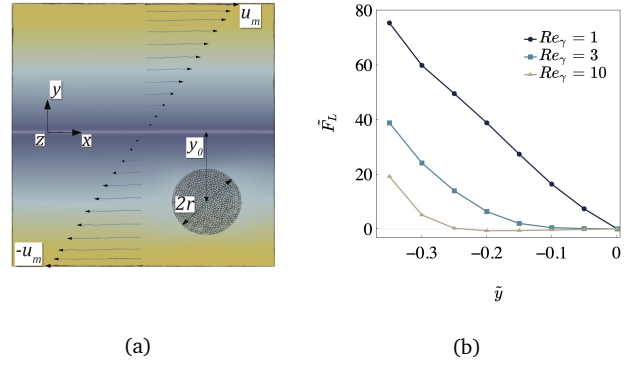 u_m
y
z
x
y_0
2r
-u_m
(a)
80
60
40
20
0
F̃_L
Re_γ = 1
Re_γ = 3
Re_γ = 10
−0.3
−0.2
−0.1
0
ỹ
(b)